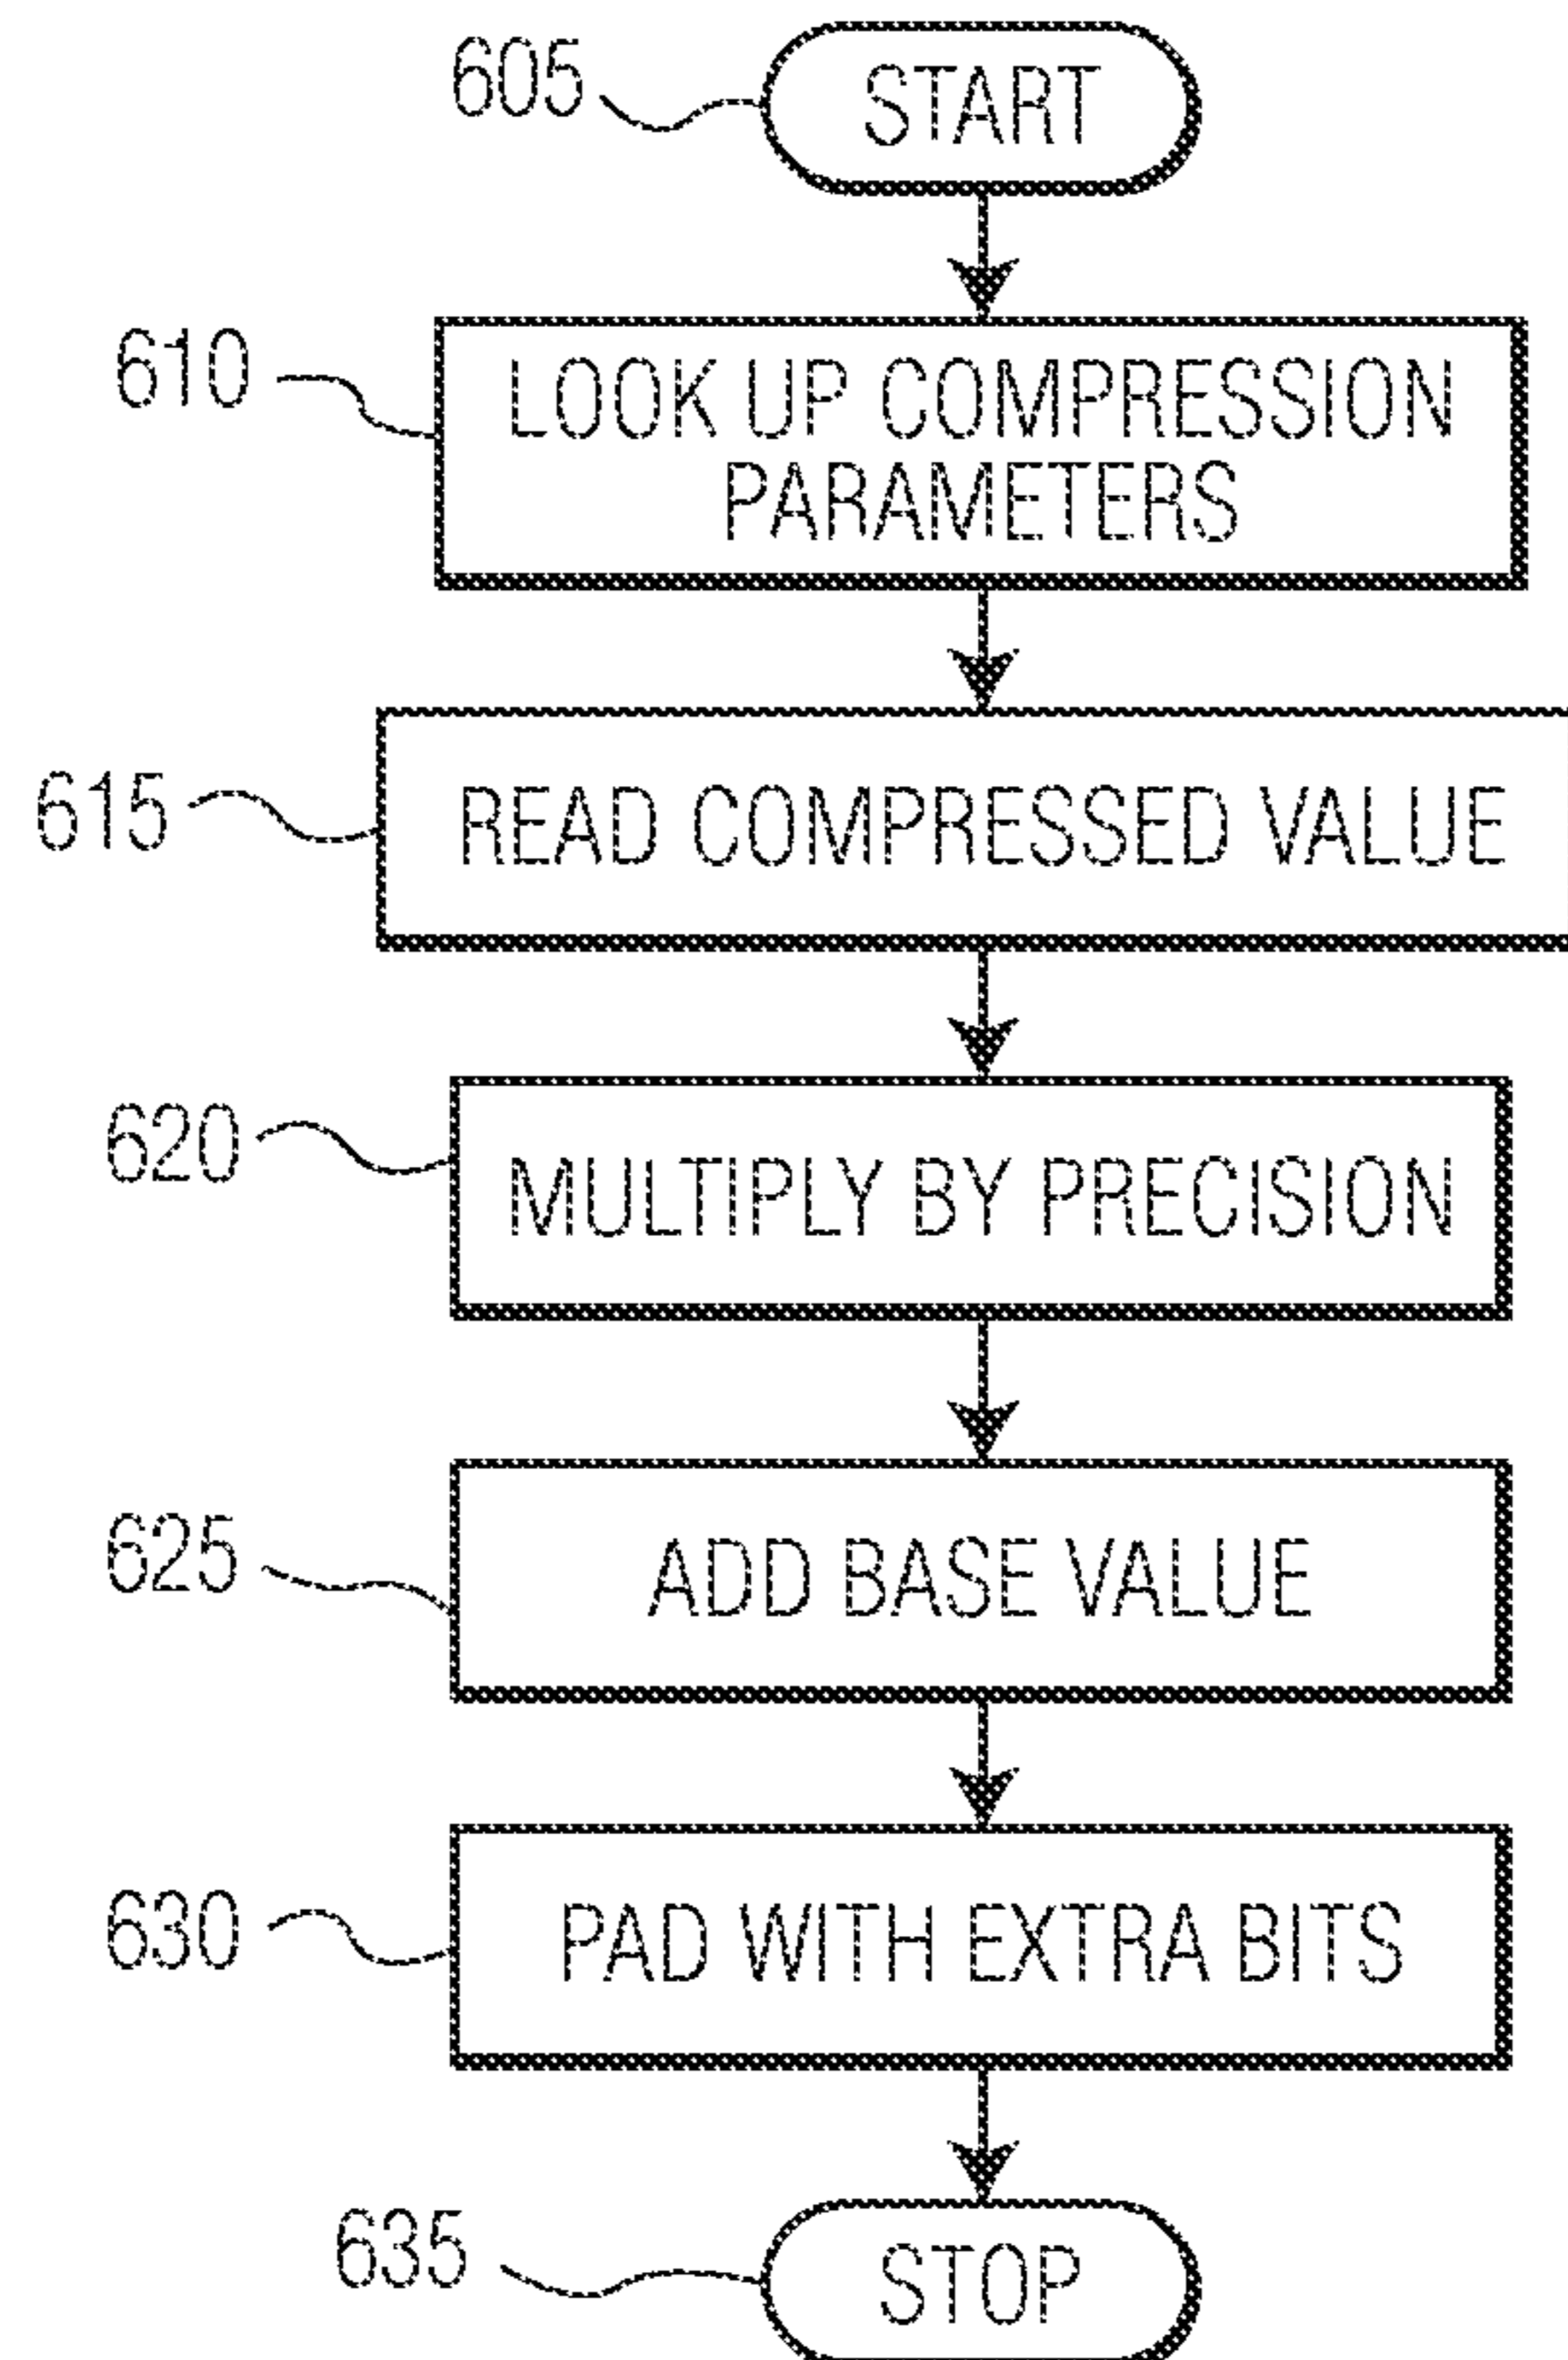 605
START
610
LOOK UP COMPRESSION
PARAMETERS
615
READ COMPRESSED VALUE
620
MULTIPLY BY PRECISION
625
ADD BASE VALUE
630
PAD WITH EXTRA BITS
635
STOP